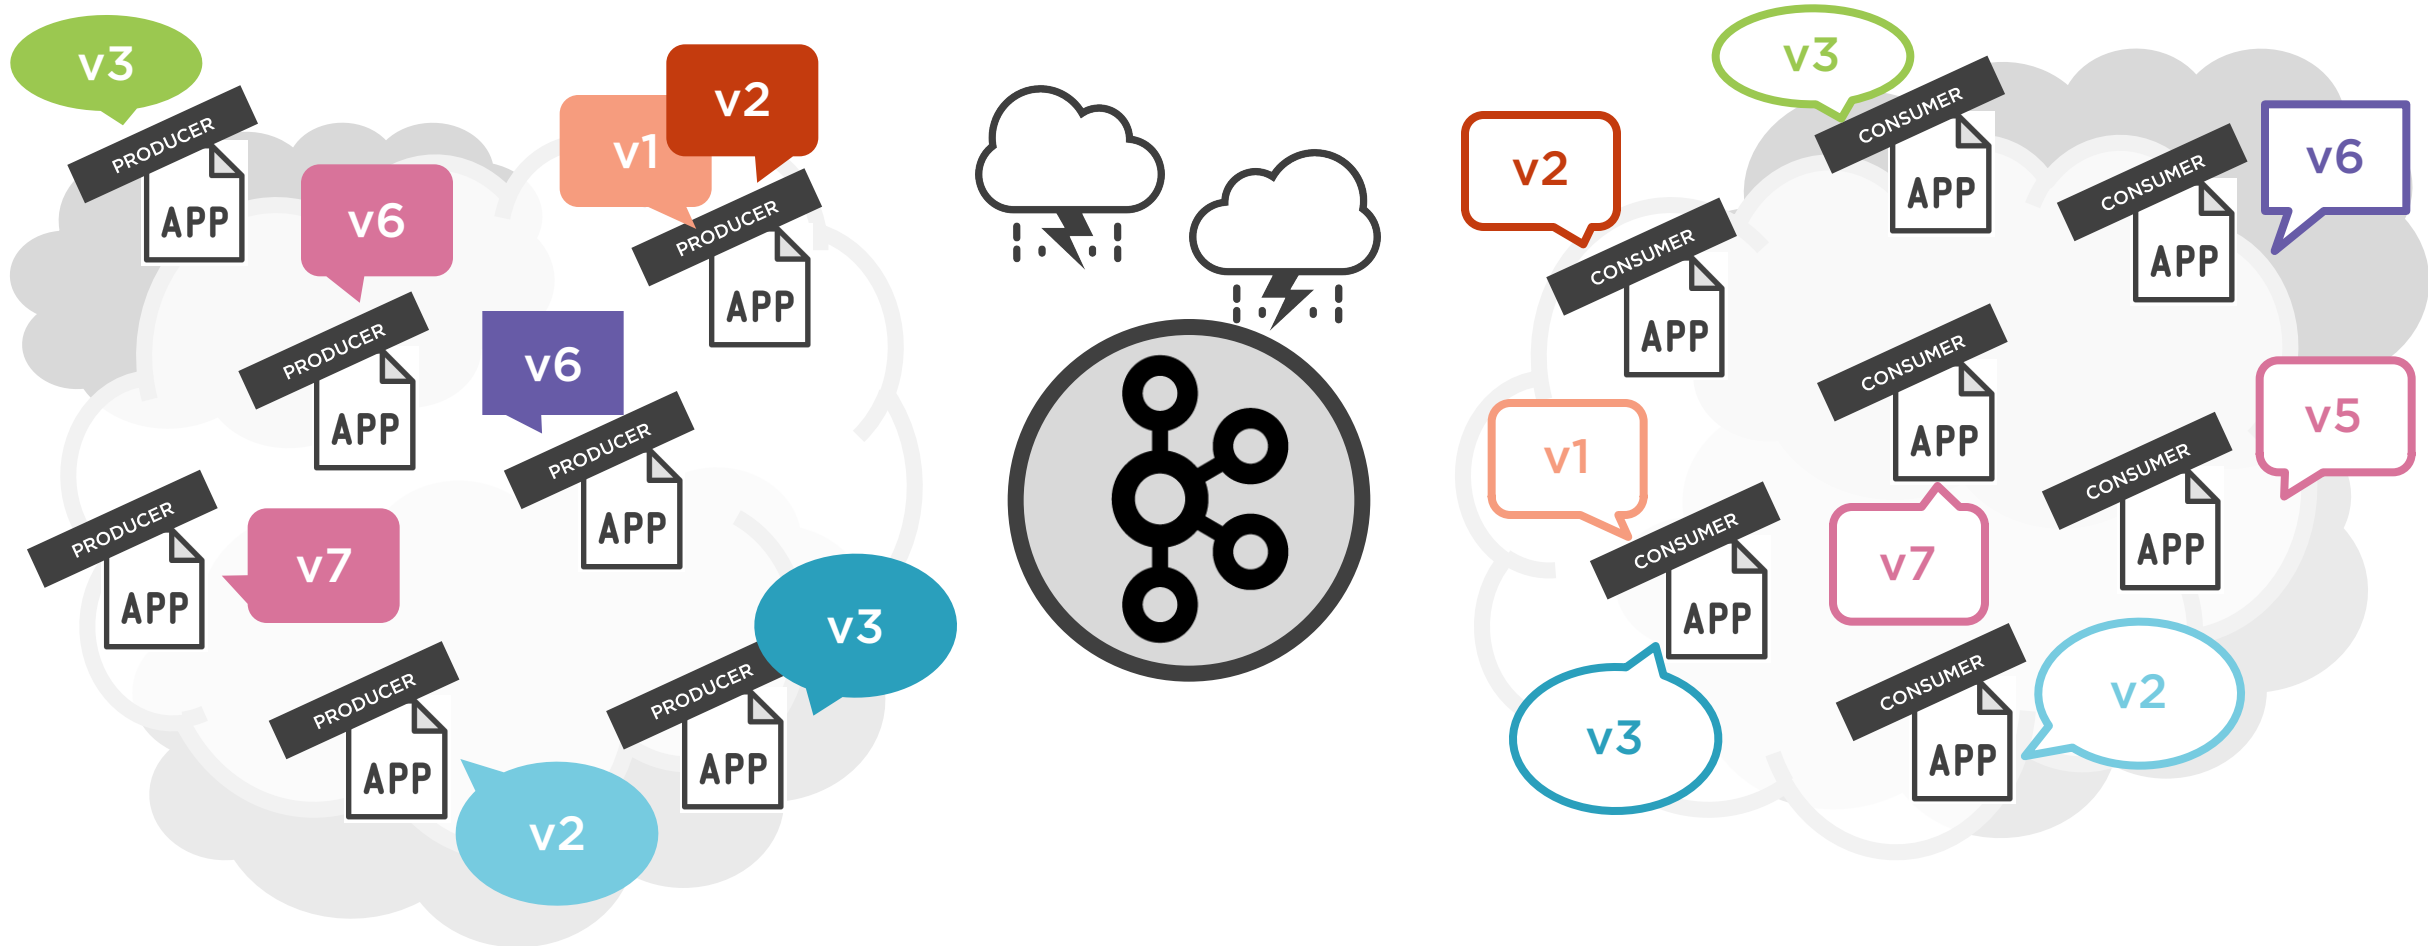 v3
PRODUCER
APP
v6
PRODUCER
APP
v1
v2
PRODUCER
APP
v6
PRODUCER
APP
PRODUCER
APP
v7
PRODUCER
APP
v2
PRODUCER
APP
v3
v3
CONSUMER
APP
v2
CONSUMER
APP
CONSUMER
APP
v6
CONSUMER
APP
v7
v1
CONSUMER
APP
v3
CONSUMER
APP
v5
CONSUMER
APP
v2